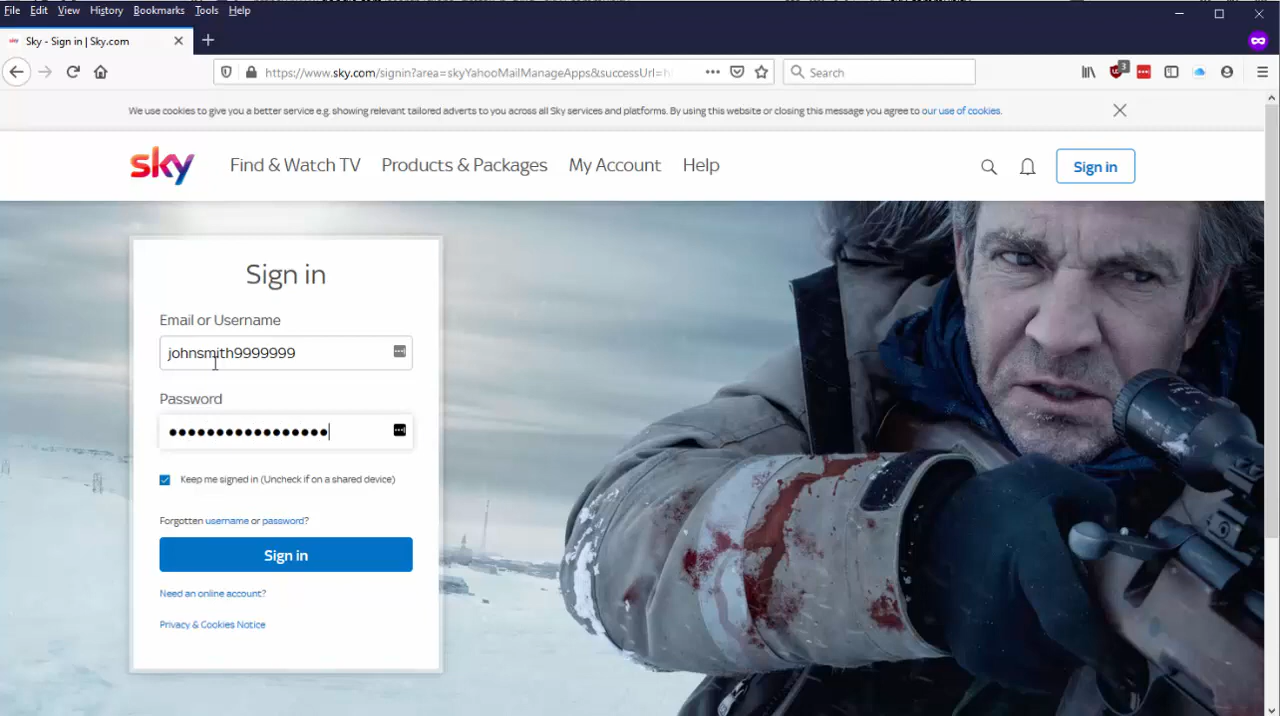 File Edit View History Bookmarks Tools Help
Sky - Sign in | Sky.com
https://www.sky.com/signin?area=skyYahooMailManageApps&successUrl=h
Search
3
We use cookies to give you a better service e.g. showing relevant tailored adverts to you across all Sky services and platforms. By using this website or closing this message you agree to our use of cookies.
sky Find & Watch TV Products & Packages My Account Help Sign in
Sign in
Email or Username
johnsmith9999999
Password
Keep me signed in (Uncheck if on a shared device)
Forgotten username or password?
Sign in
Need an online account?
Privacy & Cookies Notice